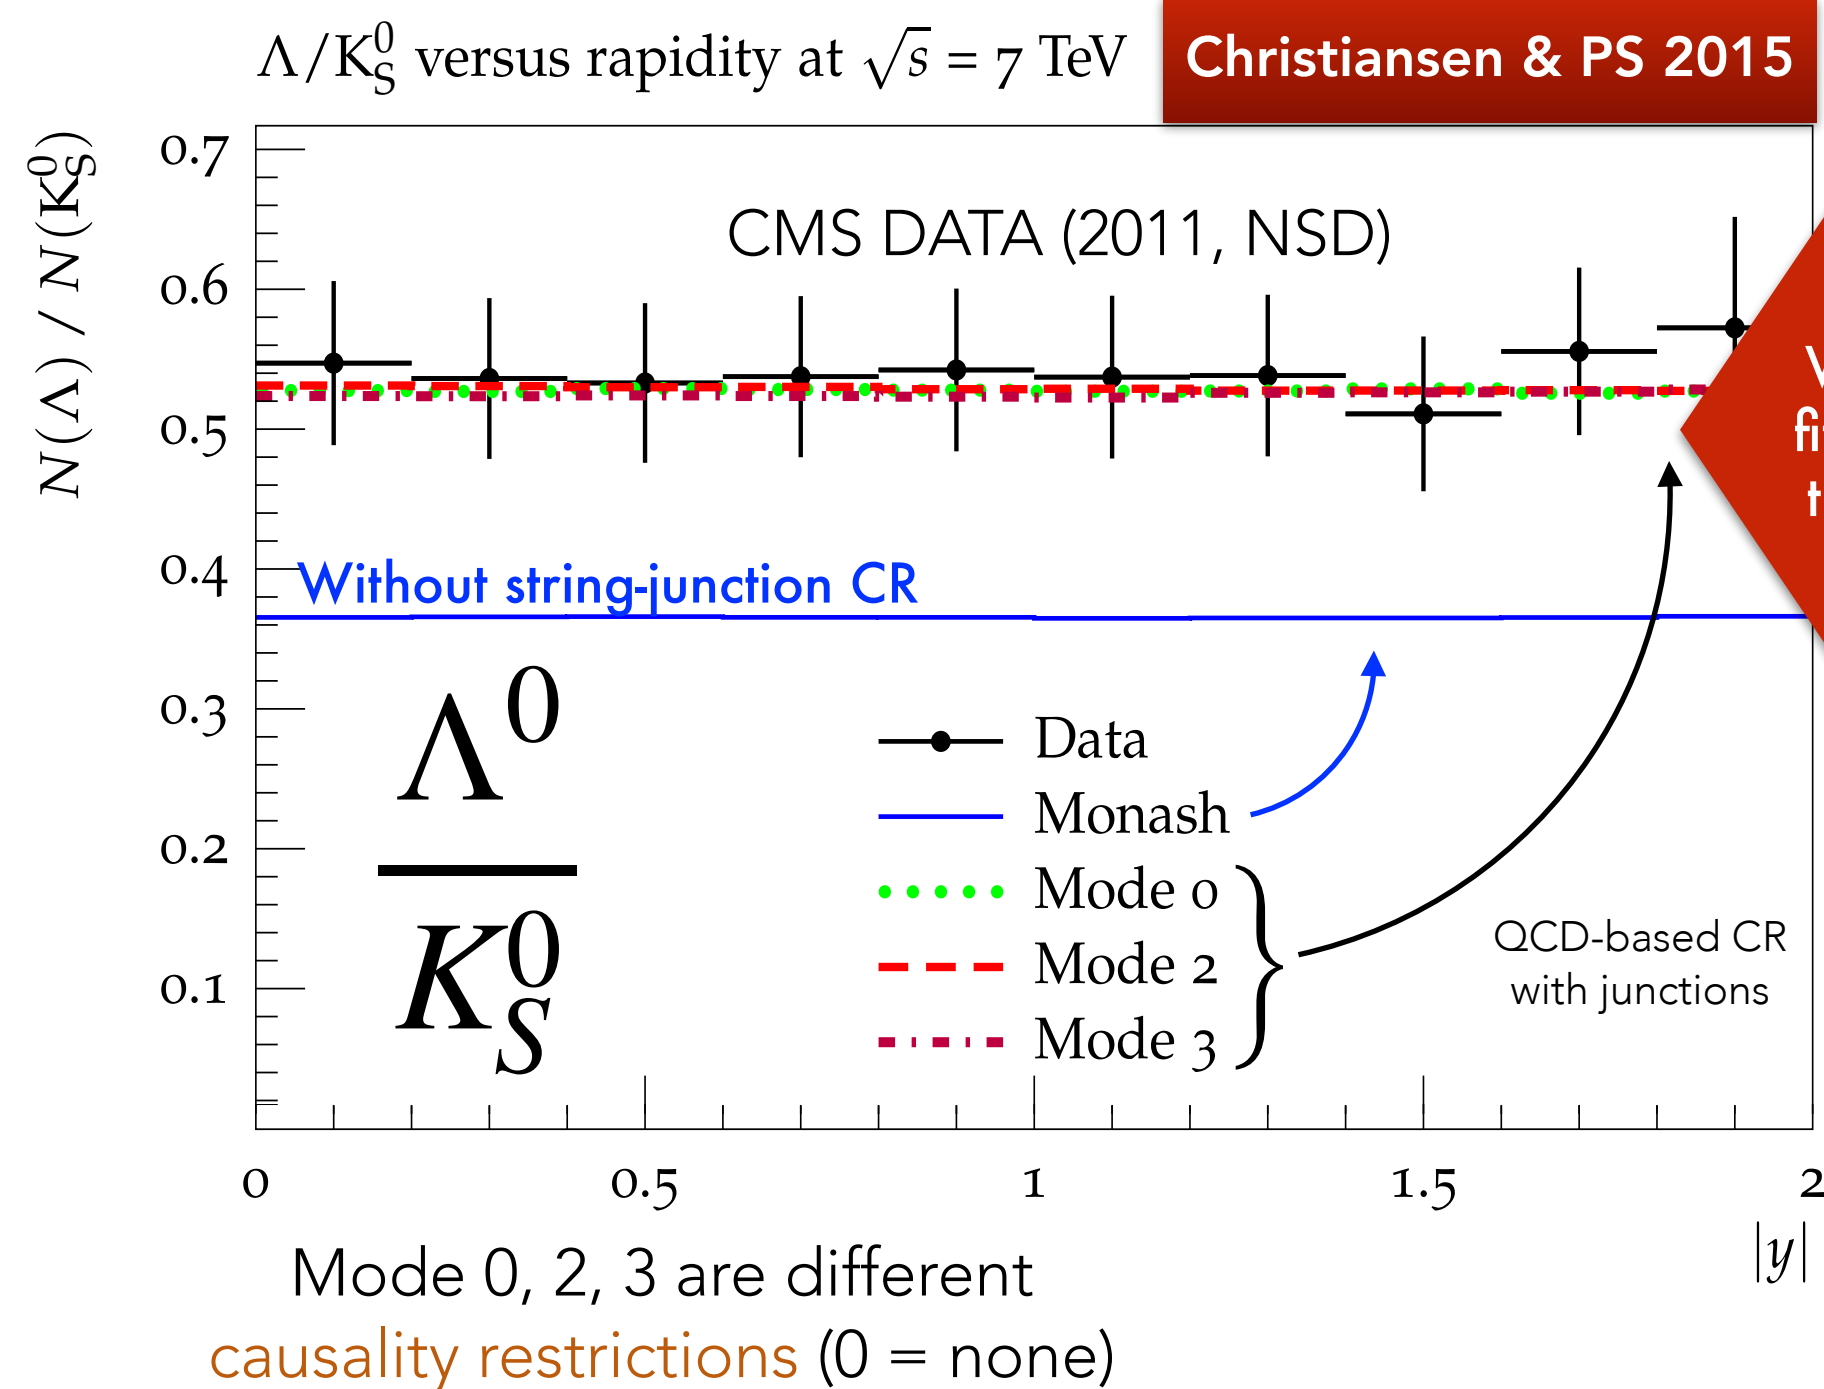 Λ/K⁰_S versus rapidity at √s = 7 TeV
Christiansen & PS 2015
N(Λ) / N(K⁰_S)
0.7
0.6
0.5
0.4
0.3
0.2
0.1
CMS DATA (2011, NSD)
Without string-junction CR
Λ⁰
K⁰_S
Data
Monash
Mode 0
Mode 2
Mode 3
QCD-based CR
with junctions
0 0.5 1 1.5 2
|y|
Mode 0, 2, 3 are different
causality restrictions (0 = none)